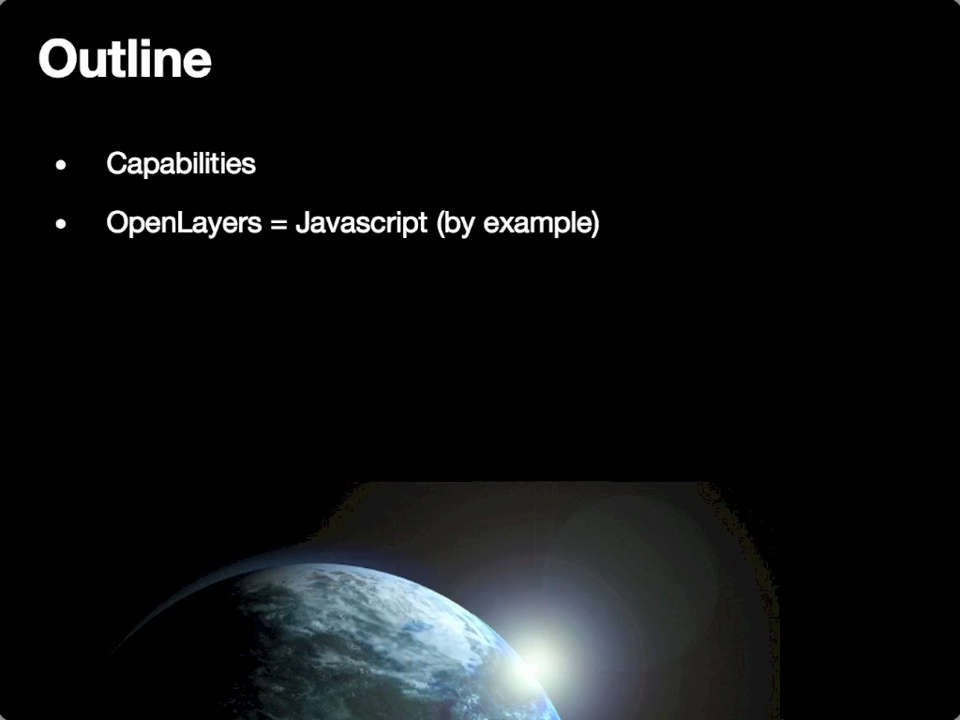 Outline
• Capabilities
• OpenLayers = Javascript (by example)